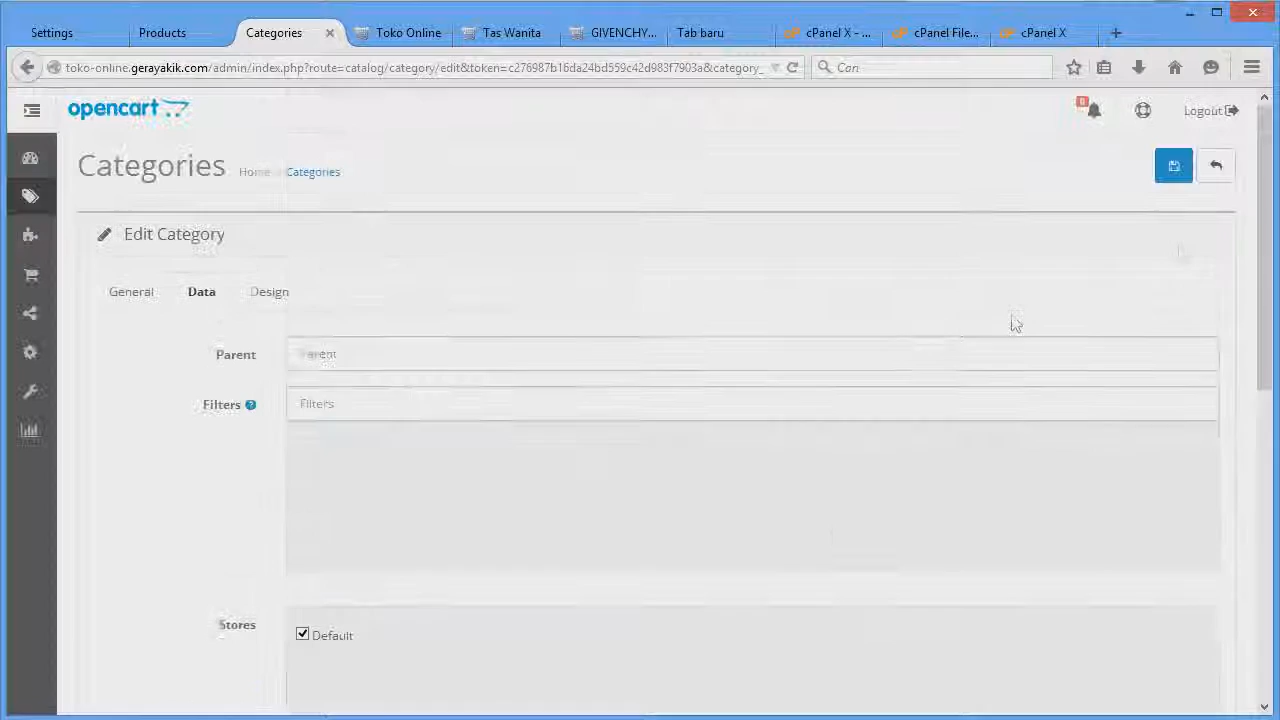 Settings
Products
Categories
Toko Online
Tas Wanita
GIVENCHY...
Tab baru
cPanel X - ...
cPanel File...
cPanel X
toko-online.gerayakik.com/admin/index.php?route=catalog/category/edit&token=c276987b16da24bd559c42d983f7903a&category_
Cari
opencart
0
Logout
Categories
Home
Categories
Edit Category
General
Data
Design
Parent
Parent
Filters
Filters
Stores
Default